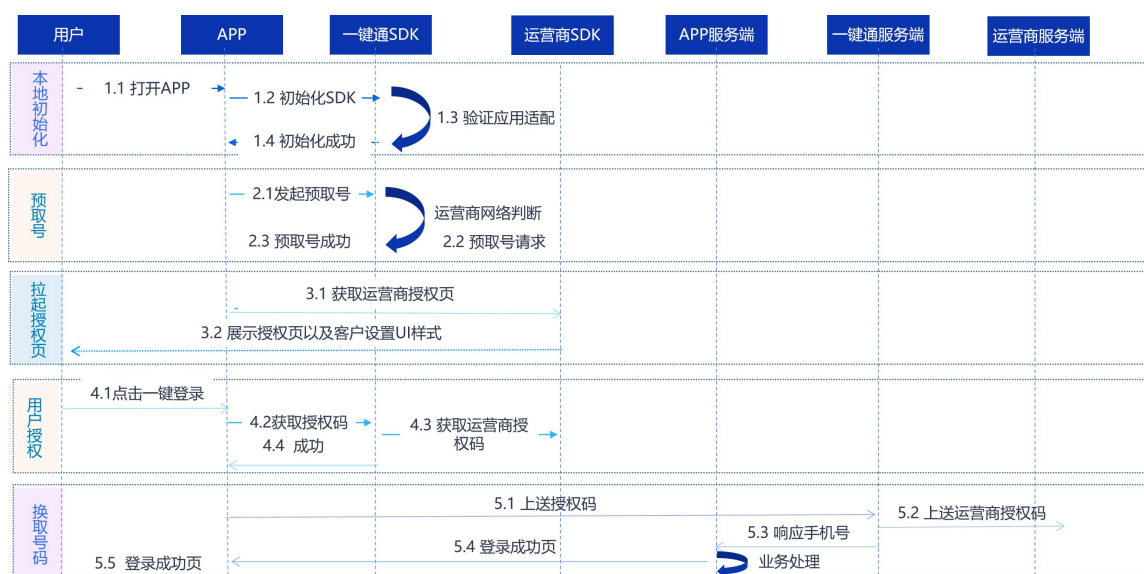 用户
APP
一键通SDK
运营商SDK
APP服务端
一键通服务端
运营商服务端
本地初始化
1.1 打开APP
1.2 初始化SDK
1.3 验证应用适配
1.4 初始化成功
预取号
2.1发起预取号
运营商网络判断
2.3 预取号成功
2.2 预取号请求
拉起授权页
3.1 获取运营商授权页
3.2 展示授权页以及客户设置UI样式
用户授权
4.1点击一键登录
4.2获取授权码
4.3 获取运营商授
权码
4.4 成功
换取号码
5.1 上送授权码
5.2 上送运营商授权码
5.3 响应手机号
5.4 登录成功页
5.5 登录成功页
业务处理